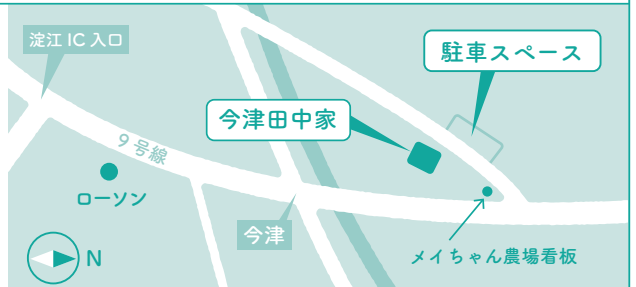 淀江 IC 入口
駐車スペース
今津田中家
9号線
ローソン
今津
メイちゃん農場看板
N